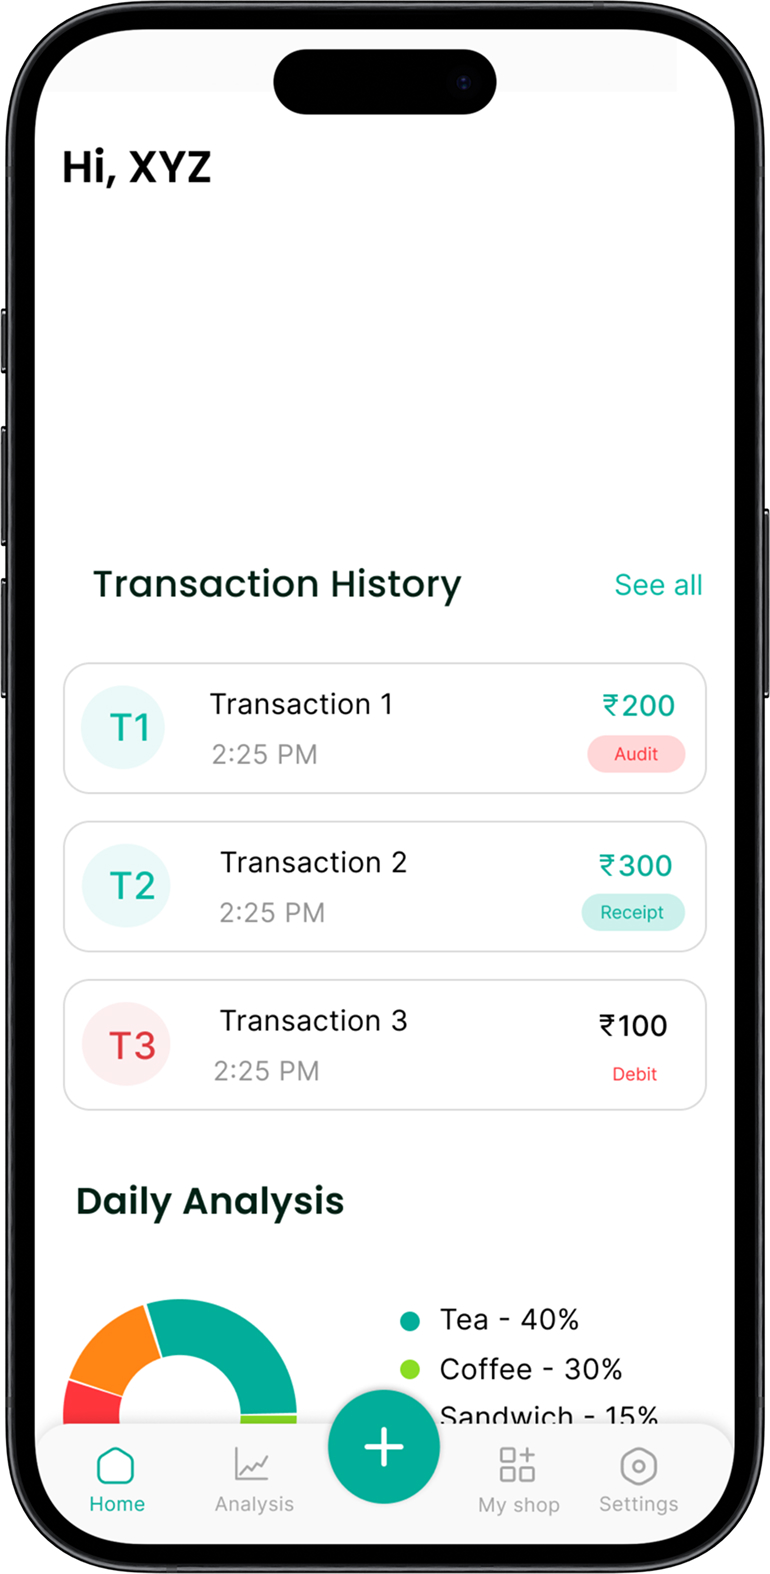 Hi, XYZ
Transaction History
See all
T1
Transaction 1
₹200
2:25 PM
Audit
T2
Transaction 2
₹300
2:25 PM
Receipt
T3
Transaction 3
₹100
2:25 PM
Debit
Daily Analysis
Tea - 40%
Coffee - 30%
Sandwich - 15%
Home
Analysis
My shop
Settings